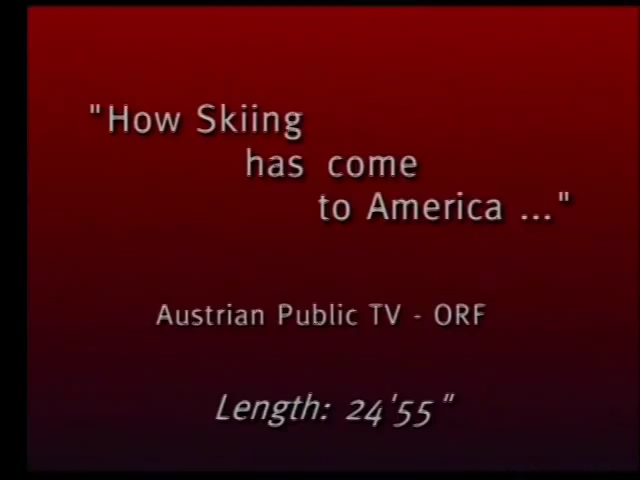 "How Skiing
has come
to America ..."
Austrian Public TV - ORF
Length: 24'55"